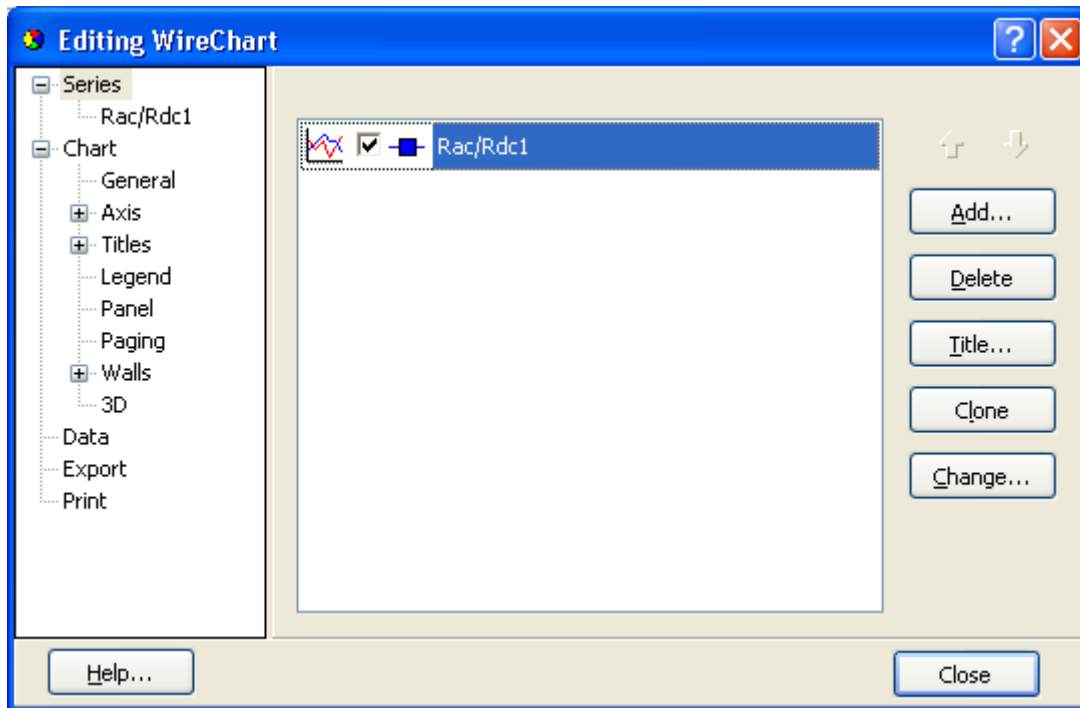 Editing WireChart
Series
Rac/Rdc1
Chart
General
Axis
Titles
Legend
Panel
Paging
Walls
3D
Data
Export
Print
Rac/Rdc1
Add...
Delete
Title...
Clone
Change...
Help...
Close